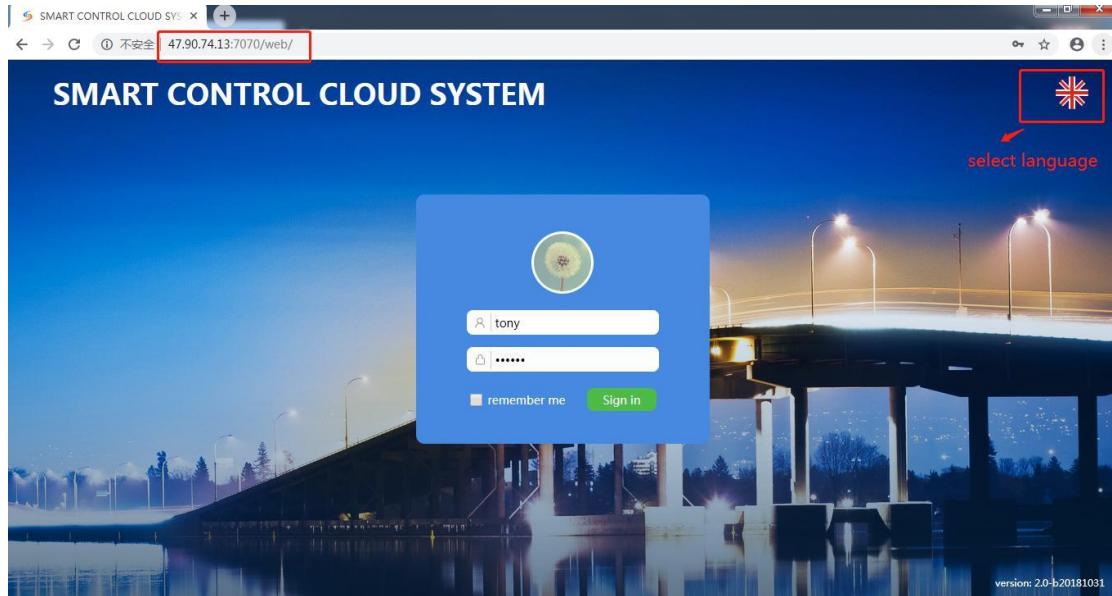 SMART CONTROL CLOUD SYS
不安全 47.90.74.13:7070/web/
SMART CONTROL CLOUD SYSTEM
select language
tony
••••••
remember me Sign in
version: 2.0-b20181031